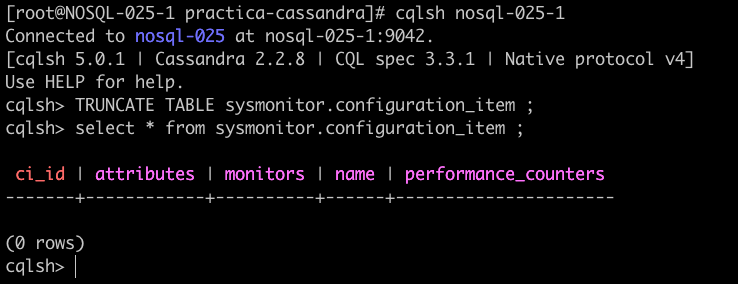 [root@NOSQL-025-1 practica-cassandra]# cqlsh nosql-025-1
Connected to nosql-025 at nosql-025-1:9042.
[cqlsh 5.0.1 | Cassandra 2.2.8 | CQL spec 3.3.1 | Native protocol v4]
Use HELP for help.
cqlsh> TRUNCATE TABLE sysmonitor.configuration_item ;
cqlsh> select * from sysmonitor.configuration_item ;
 ci_id | attributes | monitors | name | performance_counters
-------+------------+----------+------+----------------------
(0 rows)
cqlsh>